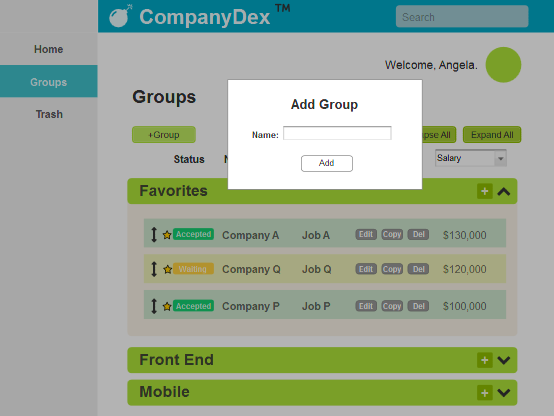 CompanyDex™
Search
Home
Welcome, Angela.
Groups
Groups
Trash
Add Group
Name:
Add
+Group
pse All
Expand All
Status
Salary
Favorites
+
Accepted Company A Job A Edit Copy Del $130,000
Waiting Company Q Job Q Edit Copy Del $120,000
Accepted Company P Job P Edit Copy Del $100,000
Front End +
Mobile +